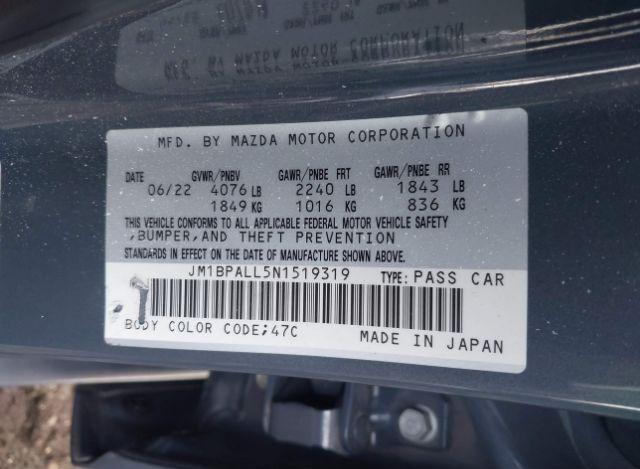 MFD. BY MAZDA MOTOR CORPORATION
GVWR/PNBV GAWR/PNBE FRT GAWR/PNBE RR
DATE 06/22 4076 LB 2240 LB 1843 LB
1849 KG 1016 KG 836 KG
THIS VEHICLE CONFORMS TO ALL APPLICABLE FEDERAL MOTOR VEHICLE SAFETY
,BUMPER,AND THEFT PREVENTION
STANDARDS IN EFFECT ON THE DATE OF MANUFACTURE SHOWN ABOVE.
JM1BPALL5N1519319 TYPE: PASS CAR
BODY COLOR CODE;47C MADE IN JAPAN